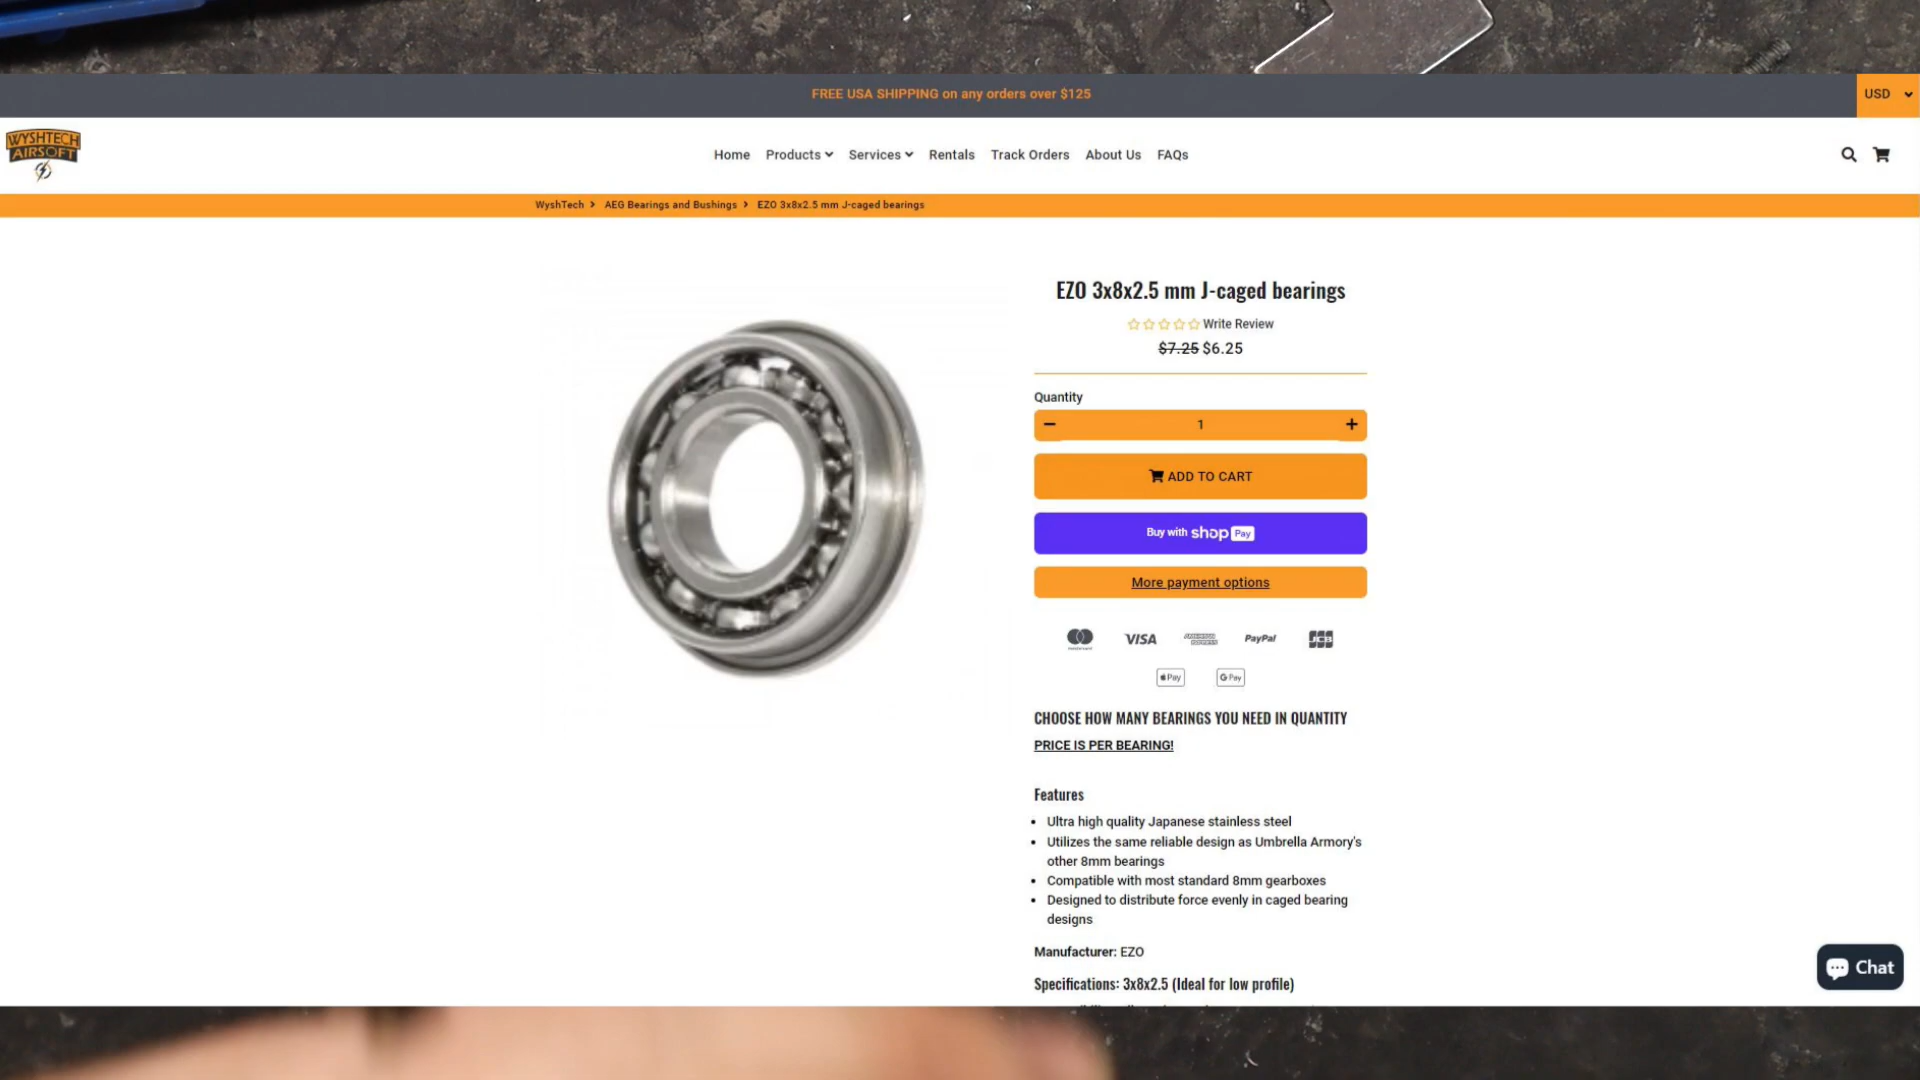 FREE USA SHIPPING on any orders over $125
USD
WYSHTECH
AIRSOFT
Home
Products
Services
Rentals
Track Orders
About Us
FAQs
WyshTech > AEG Bearings and Bushings > EZO 3x8x2.5 mm J-caged bearings
EZO 3x8x2.5 mm J-caged bearings
Write Review
$7.25 $6.25
Quantity
1
ADD TO CART
Buy with shop Pay
More payment options
VISA
PayPal
JCB
Pay
G Pay
CHOOSE HOW MANY BEARINGS YOU NEED IN QUANTITY
PRICE IS PER BEARING!
Features
• Ultra high quality Japanese stainless steel
• Utilizes the same reliable design as Umbrella Armory's
other 8mm bearings
• Compatible with most standard 8mm gearboxes
• Designed to distribute force evenly in caged bearing
designs
Manufacturer: EZO
Specifications: 3x8x2.5 (Ideal for low profile)
Chat